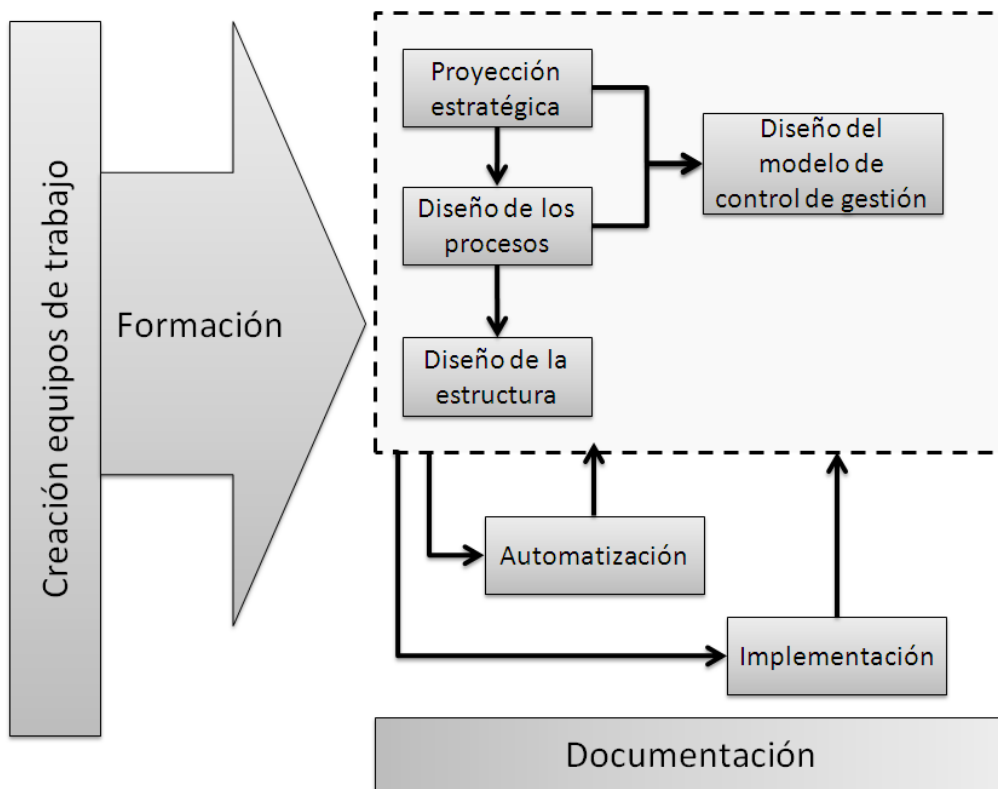 Creación equipos de trabajo
Formación
Proyección
estratégica
Diseño de los
procesos
Diseño de la
estructura
Diseño del
modelo de
control de gestión
Automatización
Implementación
Documentación